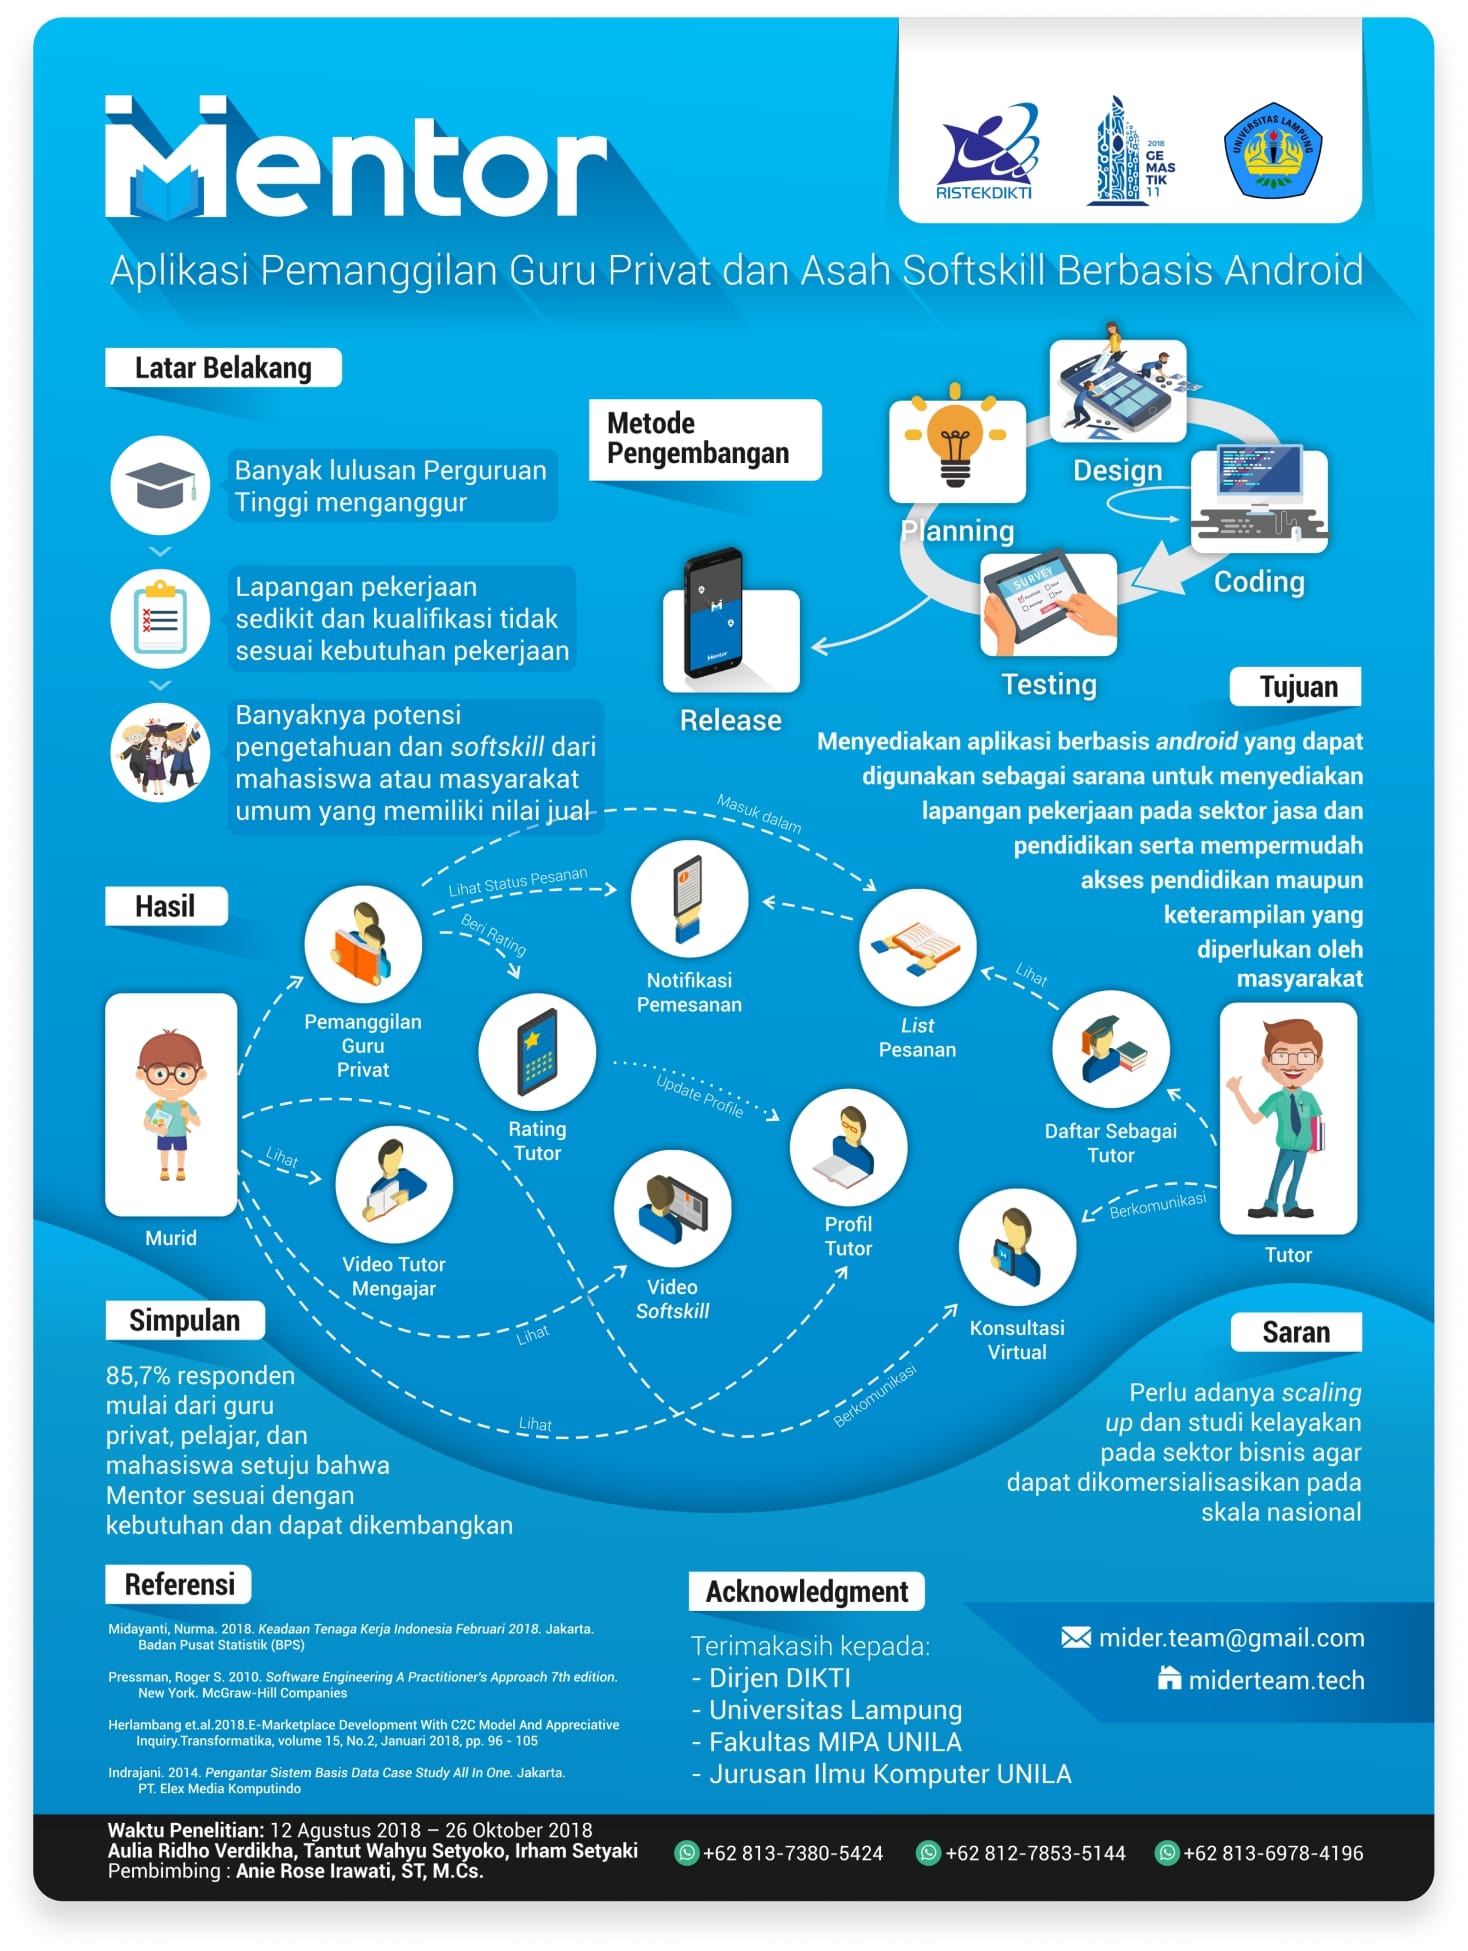 Mentor
RISTEKDIKTI
2018
GE
MAS
TIK
11
UNIVERSITAS LAMPUNG
Aplikasi Pemanggilan Guru Privat dan Asah Softskill Berbasis Android
Latar Belakang
Banyak lulusan Perguruan
Tinggi menganggur
Lapangan pekerjaan
sedikit dan kualifikasi tidak
sesuai kebutuhan pekerjaan
Banyaknya potensi
pengetahuan dan softskill dari
mahasiswa atau masyarakat
umum yang memiliki nilai jual
Metode
Pengembangan
Planning
Design
Coding
SURVEY
Testing
Mentor
Release
Tujuan
Menyediakan aplikasi berbasis android yang dapat
digunakan sebagai sarana untuk menyediakan
lapangan pekerjaan pada sektor jasa dan
pendidikan serta mempermudah
akses pendidikan maupun
keterampilan yang
diperlukan oleh
masyarakat
Hasil
Masuk dalam
Lihat Status Pesanan
Beri Rating
Pemanggilan
Guru
Privat
Notifikasi
Pemesanan
List
Pesanan
Lihat
Rating
Tutor
Update Profile
Daftar Sebagai
Tutor
Murid
Lihat
Video Tutor
Mengajar
Video
Softskill
Profil
Tutor
Berkomunikasi
Tutor
Konsultasi
Virtual
Lihat
Lihat
Berkomunikasi
Simpulan
85,7% responden
mulai dari guru
privat, pelajar, dan
mahasiswa setuju bahwa
Mentor sesuai dengan
kebutuhan dan dapat dikembangkan
Saran
Perlu adanya scaling
up dan studi kelayakan
pada sektor bisnis agar
dapat dikomersialisasikan pada
skala nasional
Referensi
Midayanti, Nurma. 2018. Keadaan Tenaga Kerja Indonesia Februari 2018. Jakarta.
Badan Pusat Statistik (BPS)
Pressman, Roger S. 2010. Software Engineering A Practitioner's Approach 7th edition.
New York. McGraw-Hill Companies
Herlambang et.al.2018.E-Marketplace Development With C2C Model And Appreciative
Inquiry.Transformatika, volume 15, No.2, Januari 2018, pp. 96 - 105
Indrajani. 2014. Pengantar Sistem Basis Data Case Study All In One. Jakarta.
PT. Elex Media Komputindo
Acknowledgment
Terimakasih kepada:
- Dirjen DIKTI
- Universitas Lampung
- Fakultas MIPA UNILA
- Jurusan Ilmu Komputer UNILA
mider.team@gmail.com
miderteam.tech
Waktu Penelitian: 12 Agustus 2018 – 26 Oktober 2018
Aulia Ridho Verdikha, Tantut Wahyu Setyoko, Irham Setyaki
Pembimbing : Anie Rose Irawati, ST, M.Cs.
+62 813-7380-5424
+62 812-7853-5144
+62 813-6978-4196